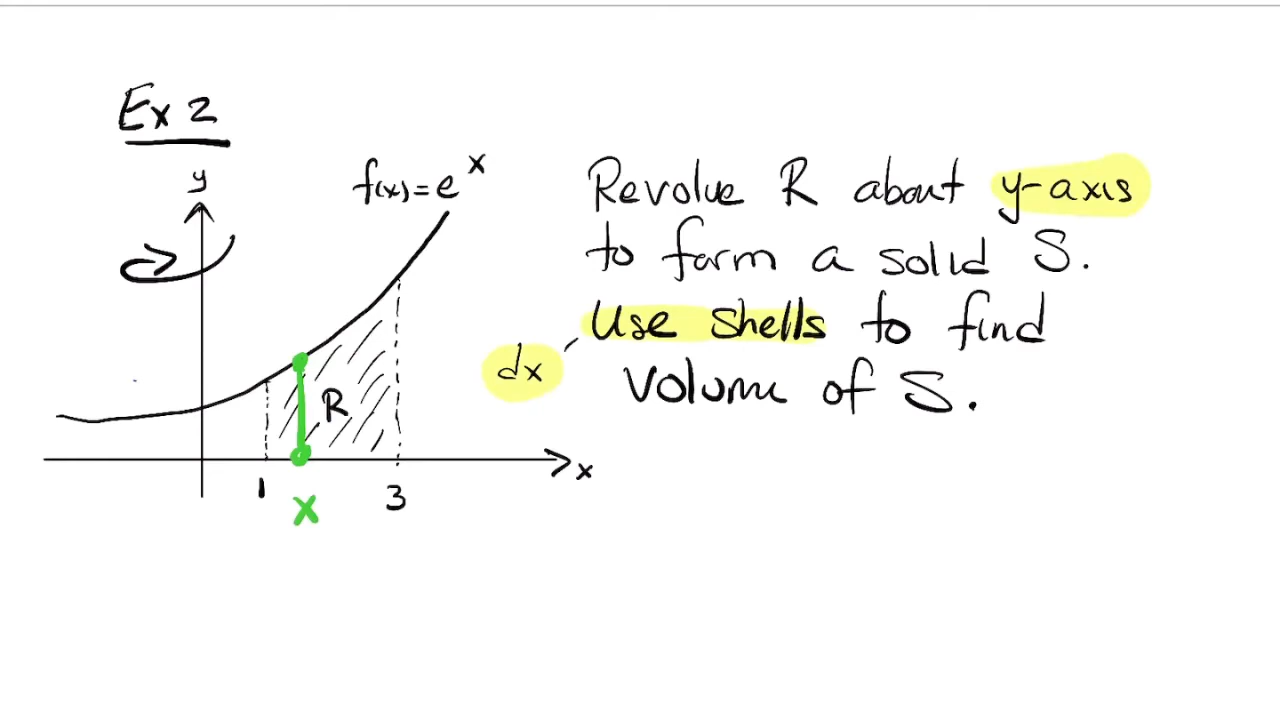 Ex 2
y
f(x) = e^x
Revolve R about y-axis
to form a solid S.
Use shells to find
dx
volume of S.
R
x
1
x
3